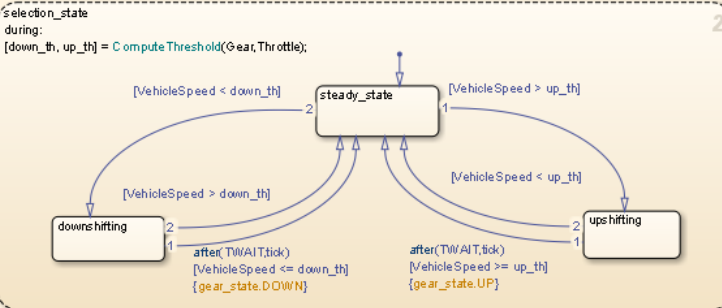 selection_state
during:
[down_th, up_th] = ComputeThreshold(Gear,Throttle);
2
[VehicleSpeed < down_th]
[VehicleSpeed > up_th]
steady_state
2
1
[VehicleSpeed > down_th]
[VehicleSpeed < up_th]
downshifting
2
1
upshifting
2
1
after(TWAIT,tick)
[VehicleSpeed <= down_th]
{gear_state.DOWN}
after(TWAIT,tick)
[VehicleSpeed >= up_th]
{gear_state.UP}